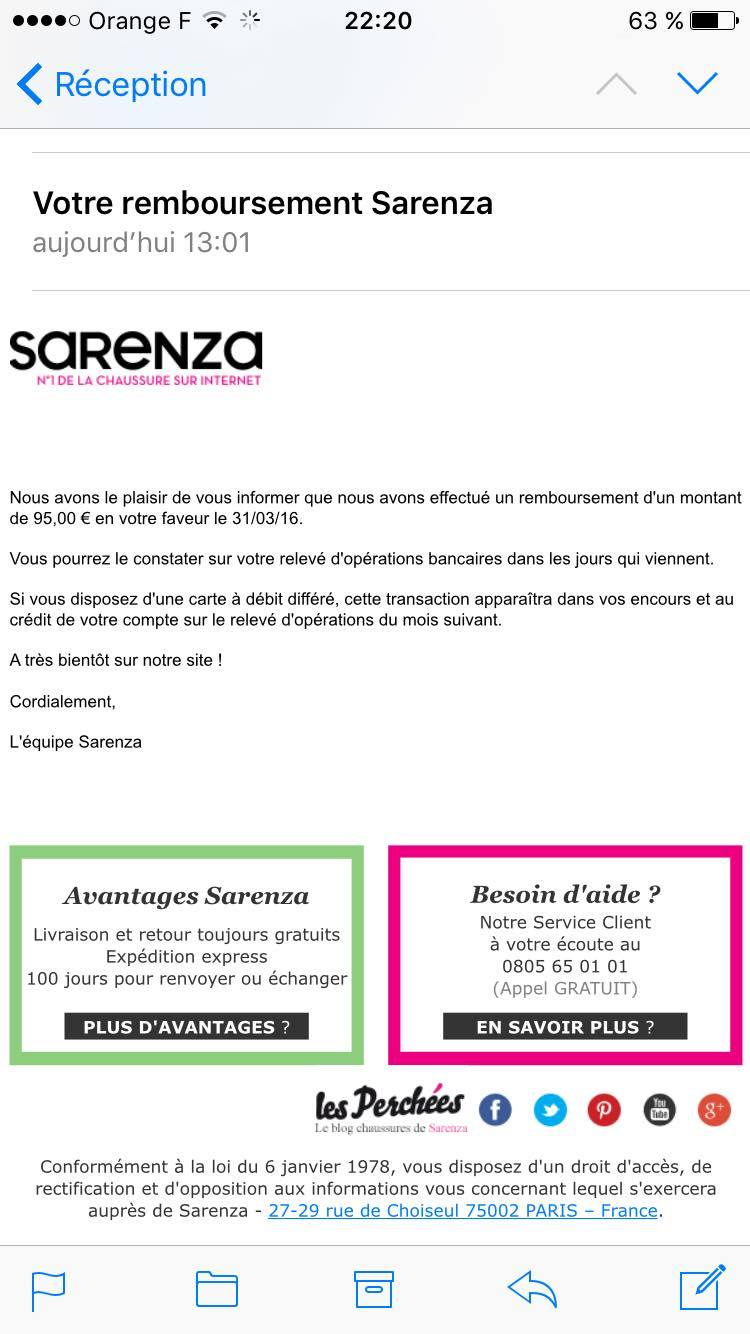 Orange F 22:20 63 %
Réception
Votre remboursement Sarenza
aujourd’hui 13:01
sarenza
N°1 DE LA CHAUSSURE SUR INTERNET
Nous avons le plaisir de vous informer que nous avons effectué un remboursement d'un montant
de 95,00 € en votre faveur le 31/03/16.
Vous pourrez le constater sur votre relevé d'opérations bancaires dans les jours qui viennent.
Si vous disposez d'une carte à débit différé, cette transaction apparaîtra dans vos encours et au
crédit de votre compte sur le relevé d'opérations du mois suivant.
A très bientôt sur notre site !
Cordialement,
L'équipe Sarenza
Avantages Sarenza
Livraison et retour toujours gratuits
Expédition express
100 jours pour renvoyer ou échanger
PLUS D'AVANTAGES ?
Besoin d'aide ?
Notre Service Client
à votre écoute au
0805 65 01 01
(Appel GRATUIT)
EN SAVOIR PLUS ?
les Perchées
Le blog chaussures de Sarenza
You
Tube
g+
Conformément à la loi du 6 janvier 1978, vous disposez d'un droit d'accès, de
rectification et d'opposition aux informations vous concernant lequel s'exercera
auprès de Sarenza - 27-29 rue de Choiseul 75002 PARIS – France.